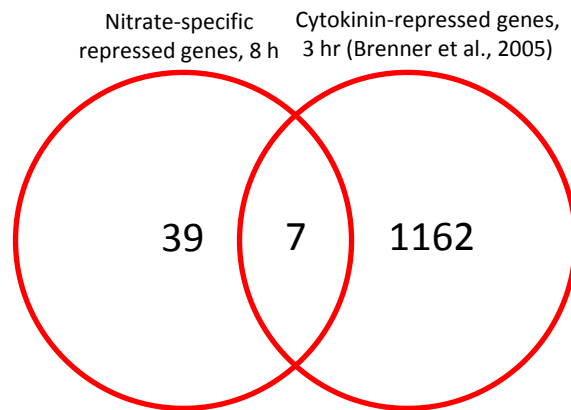 Nitrate-specific
repressed genes, 8 h
Cytokinin-repressed genes,
3 hr (Brenner et al., 2005)
39
7
1162